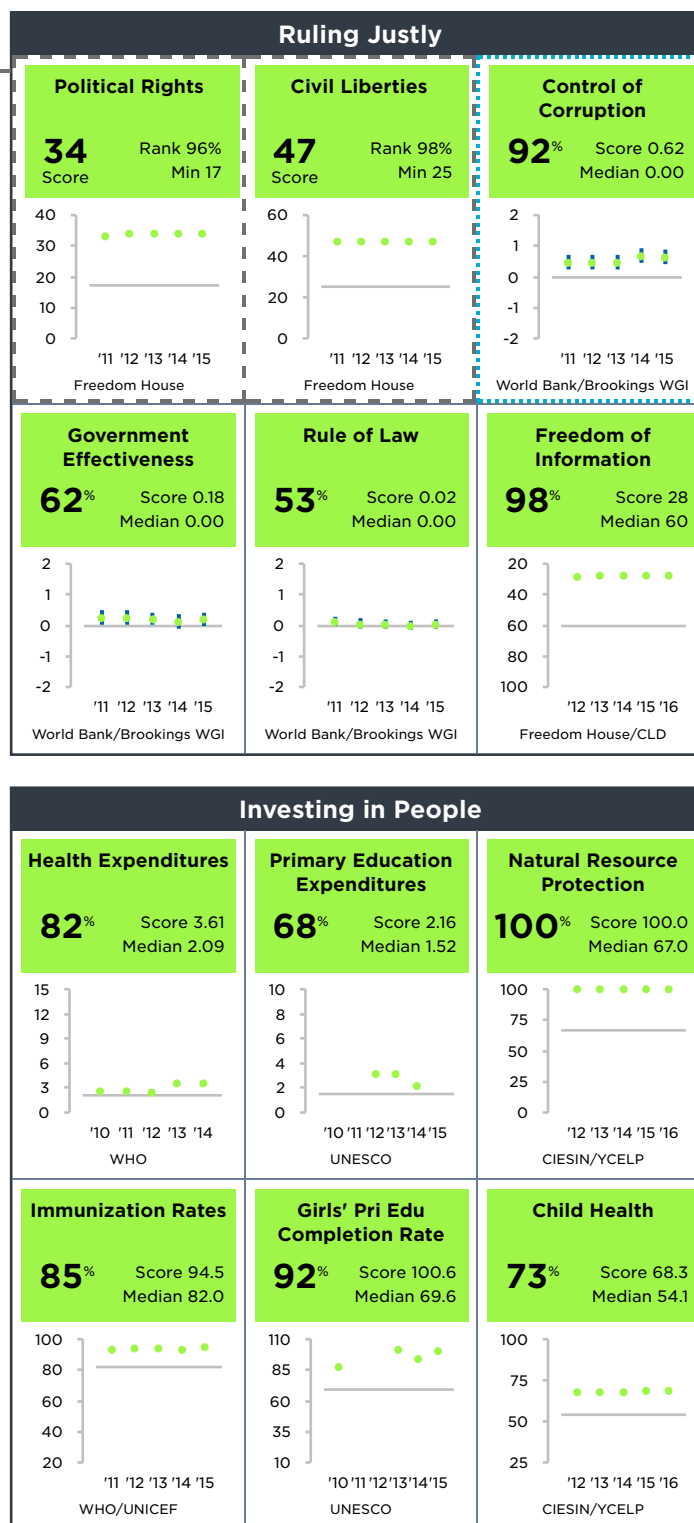 Ruling Justly
Political Rights
34
Score
Rank 96%
Min 17
40
30
20
10
0
'11 '12 '13 '14 '15
Freedom House
Civil Liberties
47
Score
Rank 98%
Min 25
60
40
20
0
'11 '12 '13 '14 '15
Freedom House
Control of
Corruption
92%
Score 0.62
Median 0.00
2
1
0
-1
-2
'11 '12 '13 '14 '15
World Bank/Brookings WGI
Government
Effectiveness
62%
Score 0.18
Median 0.00
2
1
0
-1
-2
'11 '12 '13 '14 '15
World Bank/Brookings WGI
Rule of Law
53%
Score 0.02
Median 0.00
2
1
0
-1
-2
'11 '12 '13 '14 '15
World Bank/Brookings WGI
Freedom of
Information
98%
Score 28
Median 60
20
40
60
80
100
'12 '13 '14 '15 '16
Freedom House/CLD
Investing in People
Health Expenditures
82%
Score 3.61
Median 2.09
15
12
9
6
3
0
'10 '11 '12 '13 '14
WHO
Primary Education
Expenditures
68%
Score 2.16
Median 1.52
10
8
6
4
2
0
'10 '11 '12 '13 '14 '15
UNESCO
Natural Resource
Protection
100%
Score 100.0
Median 67.0
100
75
50
25
0
'12 '13 '14 '15 '16
CIESIN/YCELP
Immunization Rates
85%
Score 94.5
Median 82.0
100
80
60
40
20
'11 '12 '13 '14 '15
WHO/UNICEF
Girls' Pri Edu
Completion Rate
92%
Score 100.6
Median 69.6
110
85
60
35
10
'10 '11 '12 '13 '14 '15
UNESCO
Child Health
73%
Score 68.3
Median 54.1
100
75
50
25
'12 '13 '14 '15 '16
CIESIN/YCELP